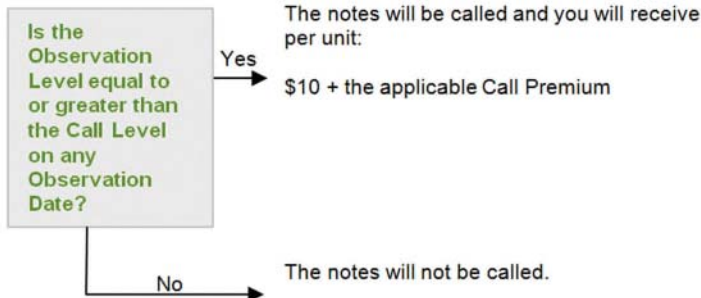 Is the
Observation
Level equal to
or greater than
the Call Level
on any
Observation
Date?
Yes
The notes will be called and you will receive
per unit:
$10 + the applicable Call Premium
No
The notes will not be called.